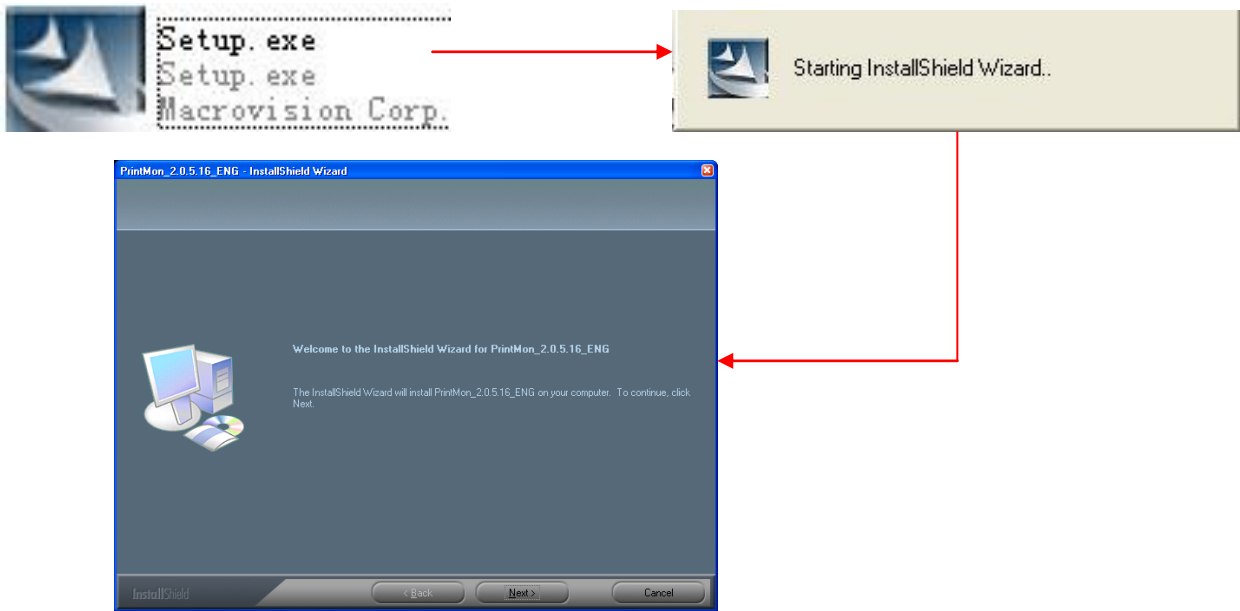 Setup.exe
Setup.exe
Macrovision Corp.
Starting InstallShield Wizard..
PrintMon_2.0.5.16_ENG - InstallShield Wizard
Welcome to the InstallShield Wizard for PrintMon_2.0.5.16_ENG
The InstallShield Wizard will install PrintMon_2.0.5.16_ENG on your computer. To continue, click
Next.
InstallShield
< Back
Next >
Cancel